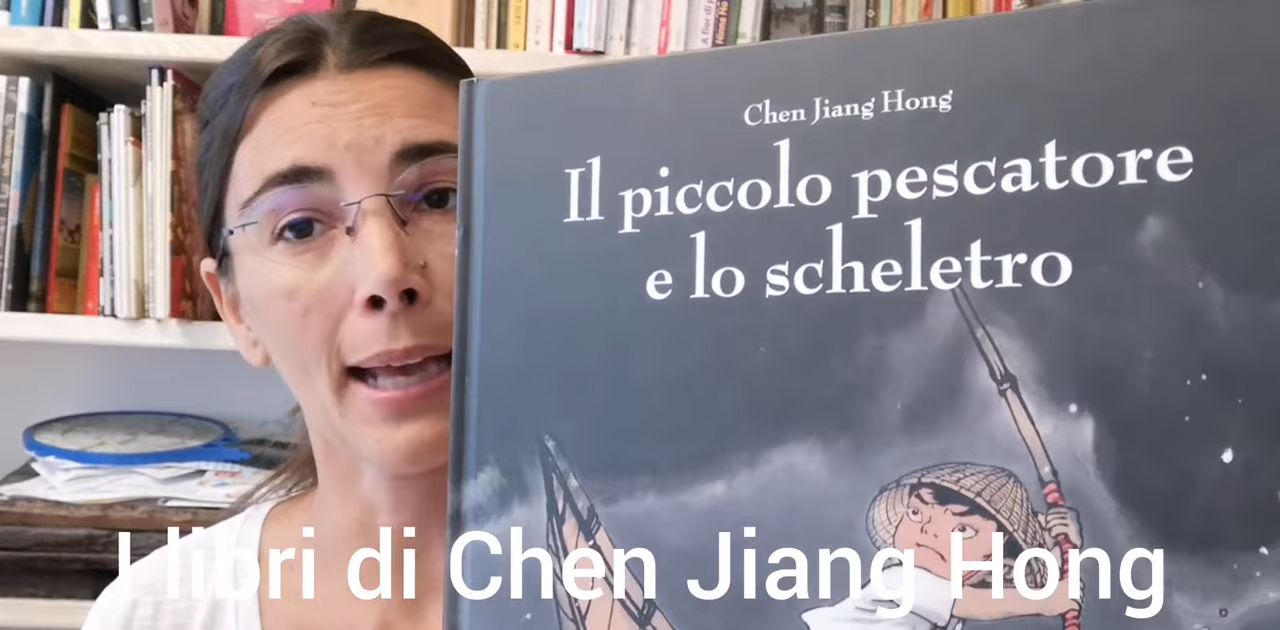 Chen Jiang Hong
Il piccolo pescatore
e lo scheletro
I libri di Chen Jiang Hong